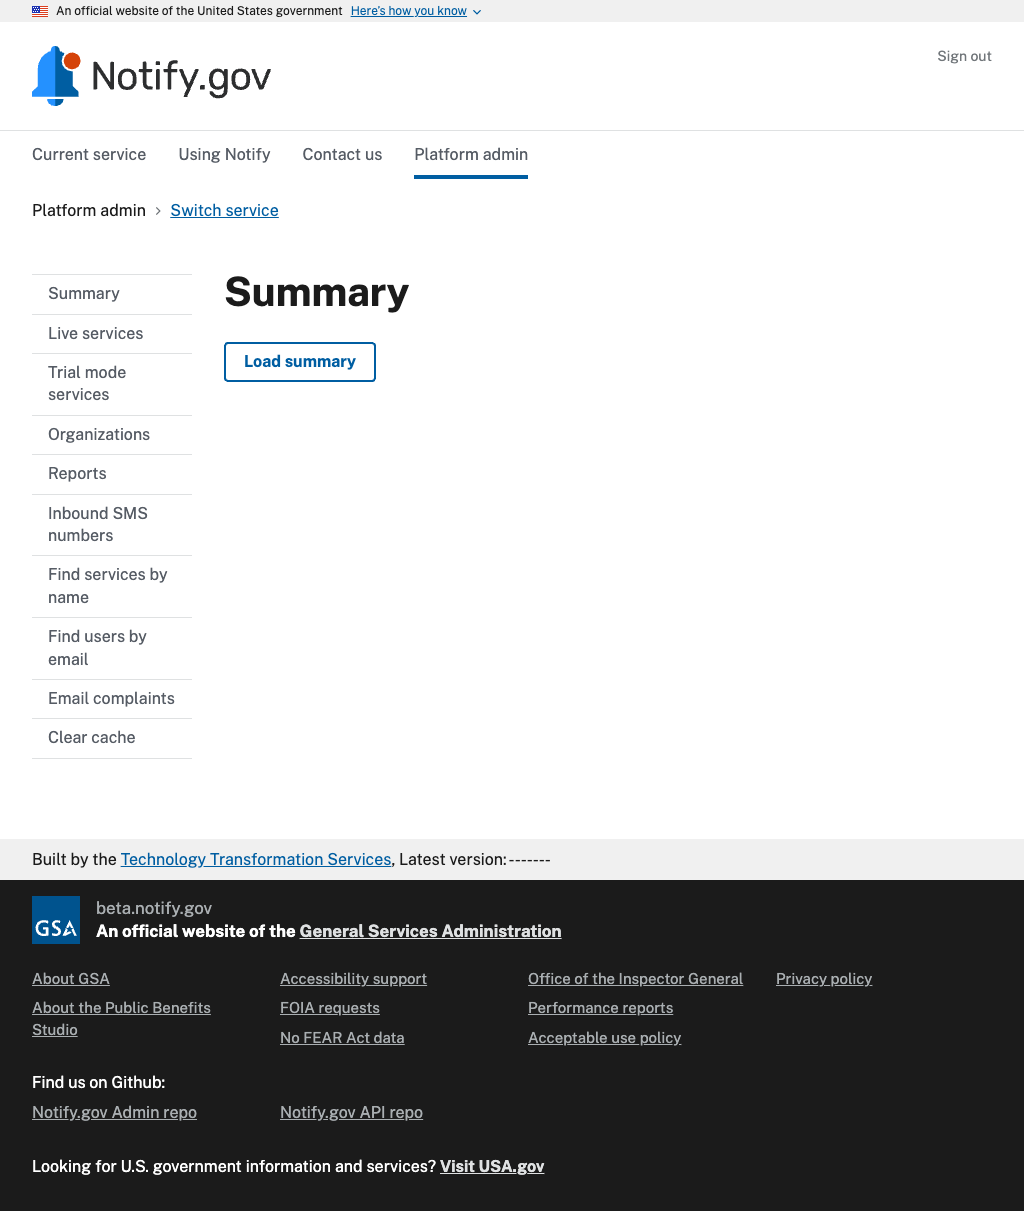 An official website of the United States government Here's how you know
Notify.gov
Sign out
Current service Using Notify Contact us Platform admin
Platform admin Switch service
Summary
Live services
Trial mode
services
Organizations
Reports
Inbound SMS
numbers
Find services by
name
Find users by
email
Email complaints
Clear cache
Summary
Load summary
Built by the Technology Transformation Services, Latest version: -------
GSA
beta.notify.gov
An official website of the General Services Administration
About GSA
About the Public Benefits
Studio
Accessibility support
FOIA requests
No FEAR Act data
Office of the Inspector General
Performance reports
Acceptable use policy
Privacy policy
Find us on Github:
Notify.gov Admin repo Notify.gov API repo
Looking for U.S. government information and services? Visit USA.gov